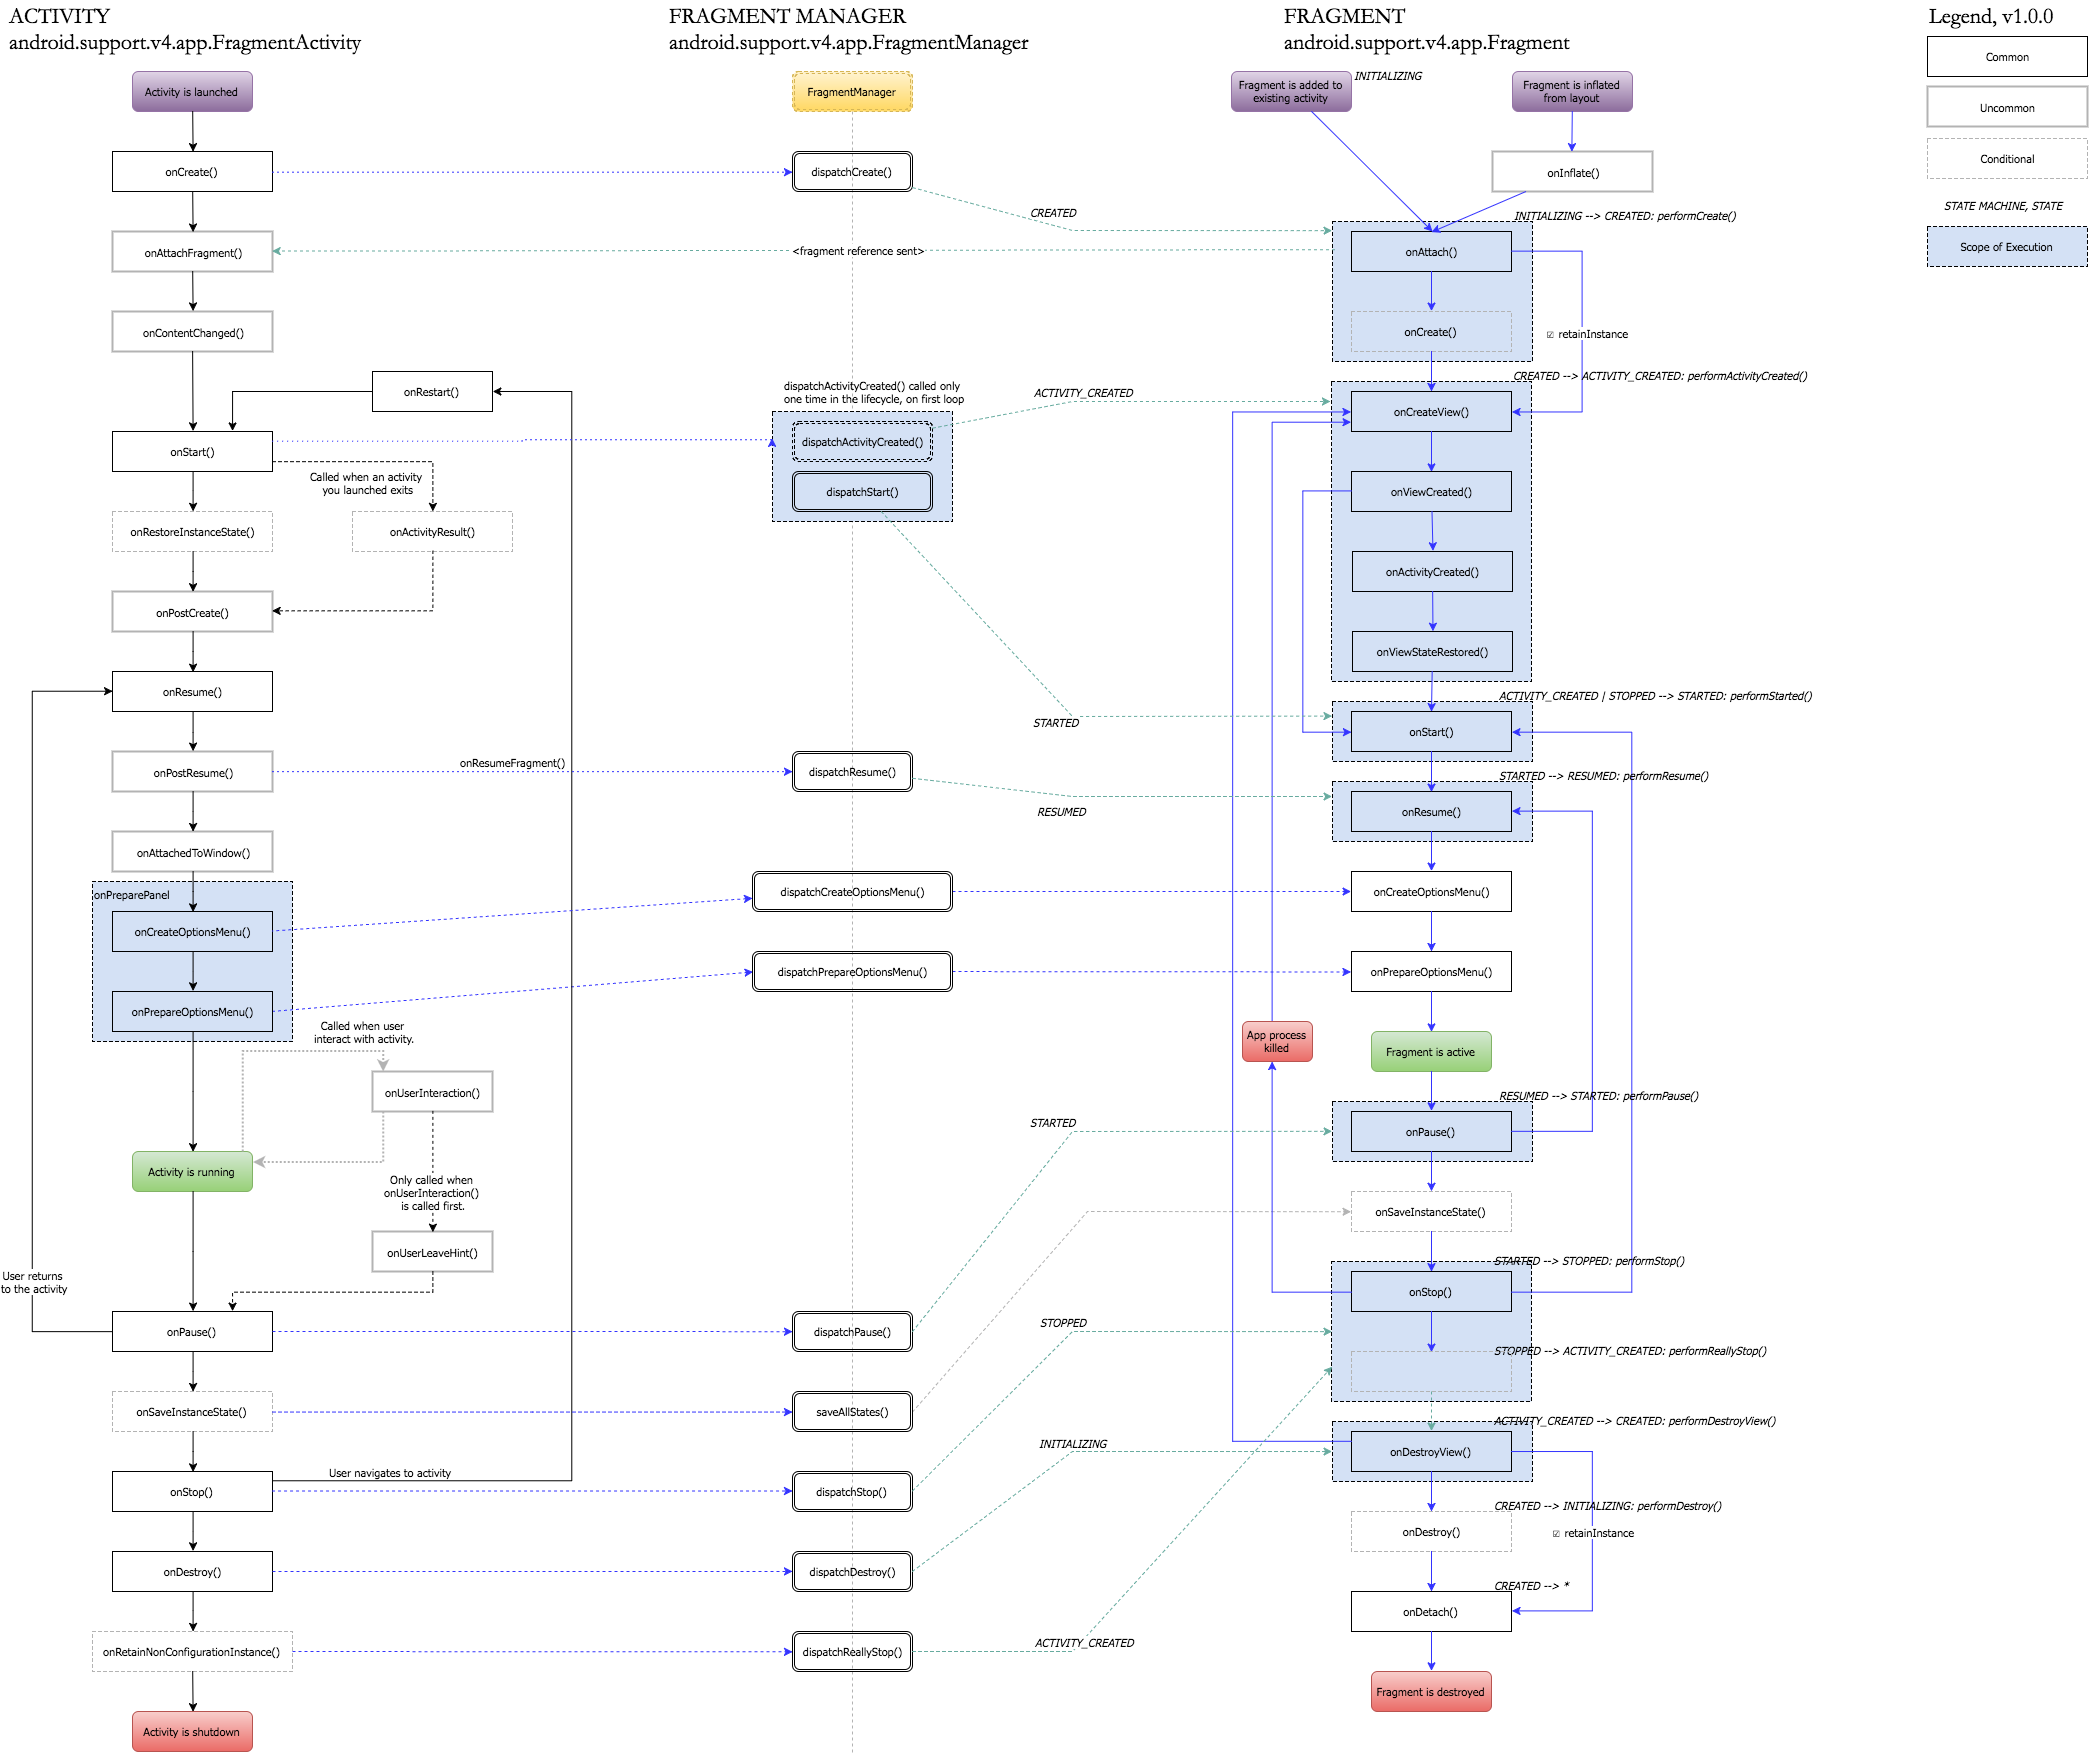 ACTIVITY
android.support.v4.app.FragmentActivity
Activity is launched
onCreate()
onAttachFragment()
onContentChanged()
onRestart()
onStart()
Called when an activity
you launched exits
onRestoreInstanceState()
onActivityResult()
onPostCreate()
onResume()
onPostResume()
onResumeFragment()
onAttachedToWindow()
onPreparePanel
onCreateOptionsMenu()
onPrepareOptionsMenu()
Called when user
interact with activity.
onUserInteraction()
Activity is running
Only called when
onUserInteraction()
is called first.
onUserLeaveHint()
User returns
to the activity
onPause()
onSaveInstanceState()
User navigates to activity
onStop()
onDestroy()
onRetainNonConfigurationInstance()
Activity is shutdown
FRAGMENT MANAGER
android.support.v4.app.FragmentManager
FragmentManager
dispatchCreate()
CREATED
<fragment reference sent>
dispatchActivityCreated() called only
one time in the lifecycle, on first loop
ACTIVITY_CREATED
dispatchActivityCreated()
dispatchStart()
STARTED
dispatchResume()
RESUMED
dispatchCreateOptionsMenu()
dispatchPrepareOptionsMenu()
STARTED
dispatchPause()
STOPPED
saveAllStates()
INITIALIZING
dispatchStop()
dispatchDestroy()
ACTIVITY_CREATED
dispatchReallyStop()
FRAGMENT
android.support.v4.app.Fragment
Fragment is added to
existing activity
INITIALIZING
Fragment is inflated
from layout
onInflate()
INITIALIZING --> CREATED: performCreate()
onAttach()
onCreate()
☑ retainInstance
CREATED --> ACTIVITY_CREATED: performActivityCreated()
onCreateView()
onViewCreated()
onActivityCreated()
onViewStateRestored()
ACTIVITY_CREATED | STOPPED --> STARTED: performStarted()
onStart()
STARTED --> RESUMED: performResume()
onResume()
onCreateOptionsMenu()
onPrepareOptionsMenu()
App process
killed
Fragment is active
RESUMED --> STARTED: performPause()
onPause()
onSaveInstanceState()
STARTED --> STOPPED: performStop()
onStop()
STOPPED --> ACTIVITY_CREATED: performReallyStop()
ACTIVITY_CREATED --> CREATED: performDestroyView()
onDestroyView()
CREATED --> INITIALIZING: performDestroy()
onDestroy()
☑ retainInstance
CREATED --> *
onDetach()
Fragment is destroyed
Legend, v1.0.0
Common
Uncommon
Conditional
STATE MACHINE, STATE
Scope of Execution